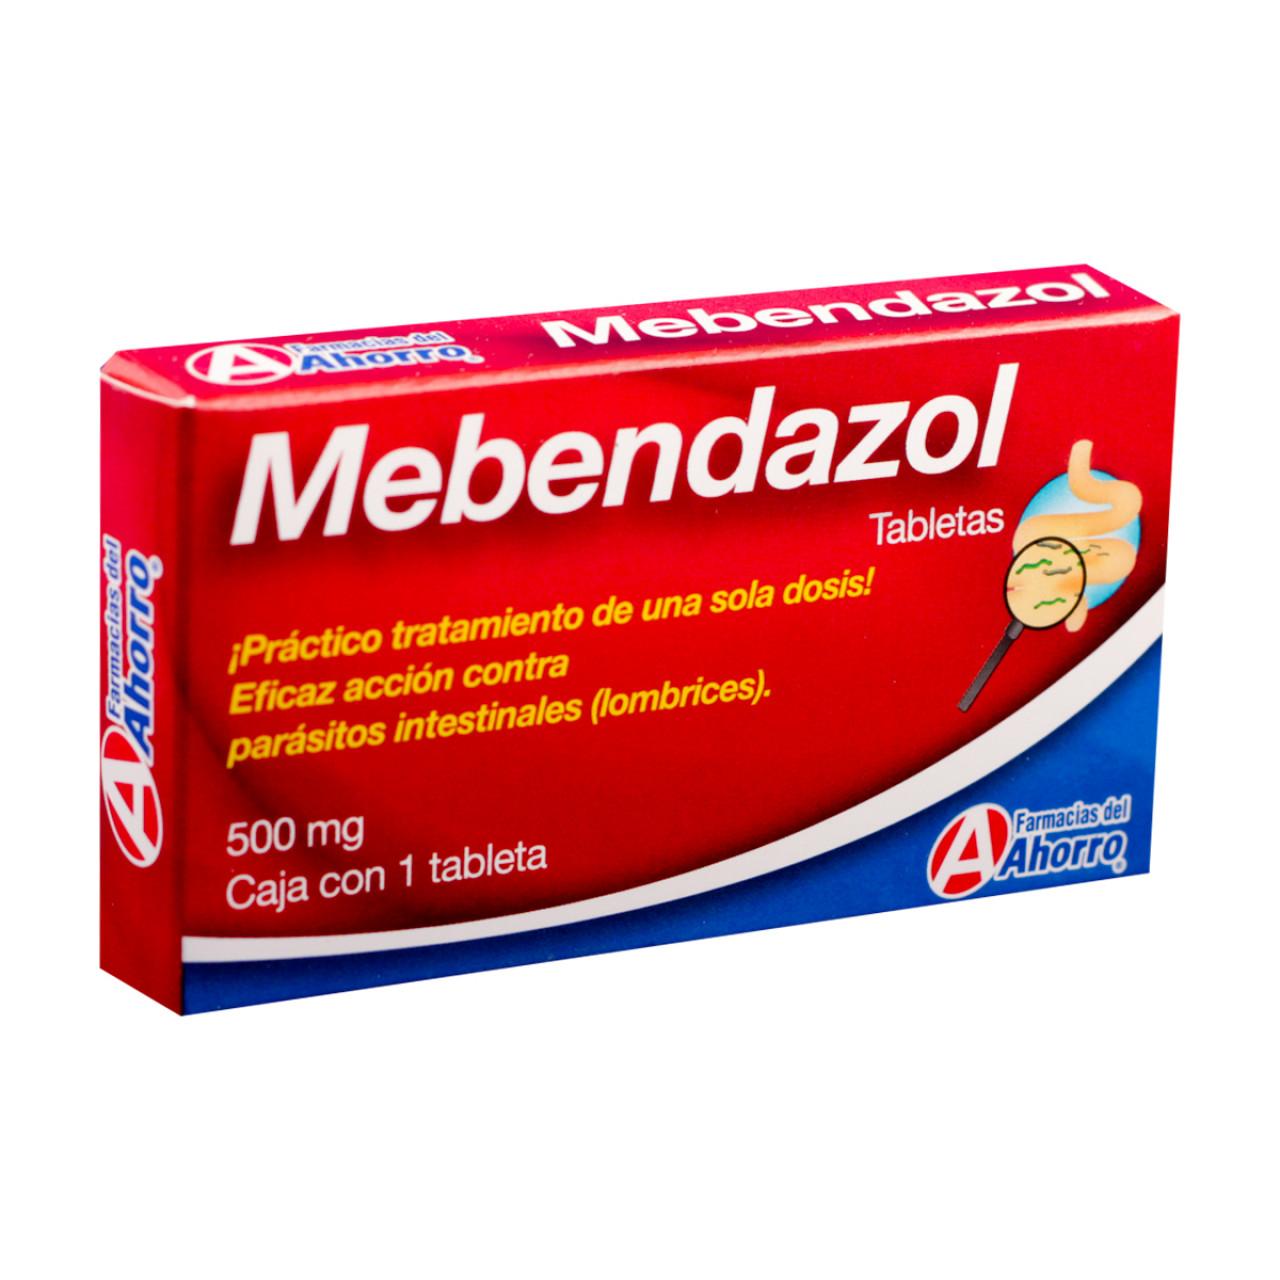 Farmacias del
Ahorro
Mebendazol
Mebendazol
Tabletas
¡Práctico tratamiento de una sola dosis!
Eficaz acción contra
parásitos intestinales (lombrices).
500 mg
Caja con 1 tableta
Farmacias del
Ahorro
Farmacias del
Ahorro